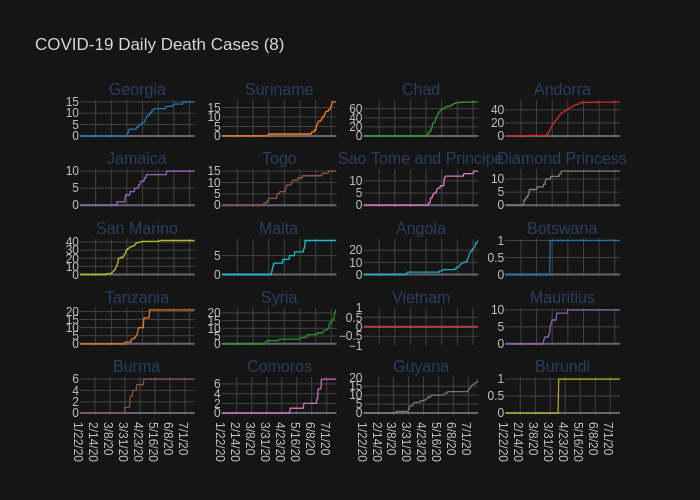 COVID-19 Daily Death Cases (8)
Georgia Suriname Chad Andorra
15 10 5 0
15 10 5 0
60 40 20 0
40 20 0
Jamaica Togo Sao Tome and Principe Diamond Princess
10 5 0
15 10 5 0
10 5 0
10 5 0
San Marino Malta Angola Botswana
40 30 20 10 0
5 0
20 10 0
1 0.5 0
Tanzania Syria Vietnam Mauritius
20 15 10 5 0
20 10 0
1 0.5 0 −0.5 −1
10 5 0
Burma Comoros Guyana Burundi
6 4 2 0
6 4 2 0
20 15 10 5 0
1 0.5 0
1/22/20 2/14/20 3/8/20 3/31/20 4/23/20 5/16/20 6/8/20 7/1/20
1/22/20 2/14/20 3/8/20 3/31/20 4/23/20 5/16/20 6/8/20 7/1/20
1/22/20 2/14/20 3/8/20 3/31/20 4/23/20 5/16/20 6/8/20 7/1/20
1/22/20 2/14/20 3/8/20 3/31/20 4/23/20 5/16/20 6/8/20 7/1/20